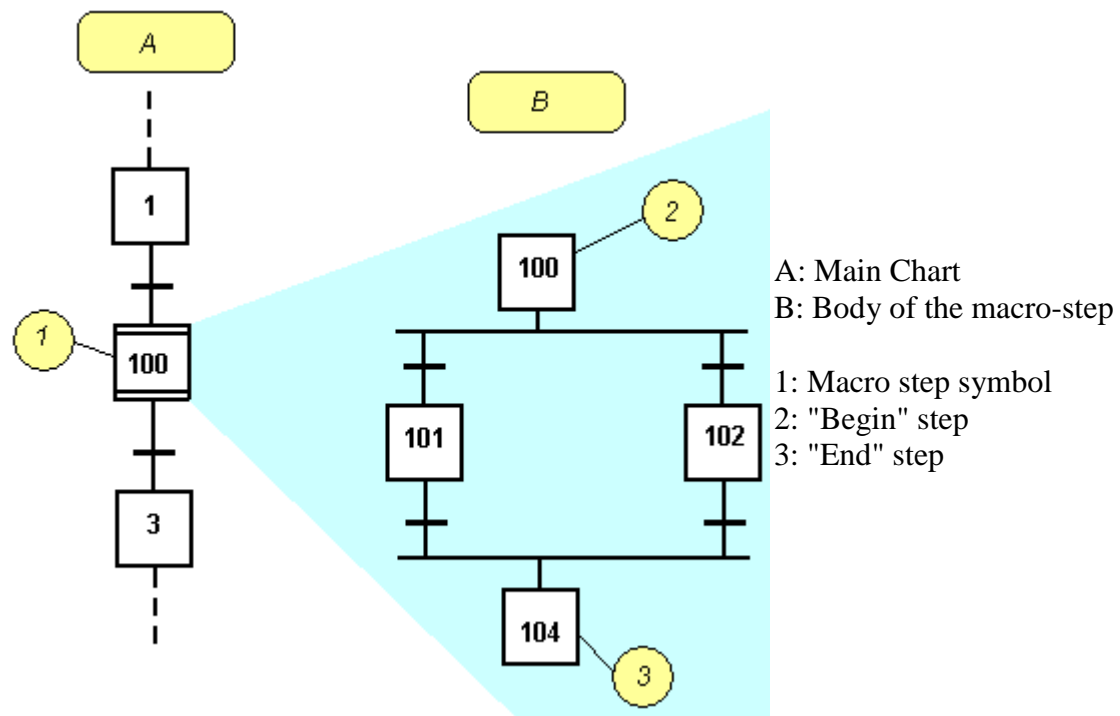 A
B
1
2
100
1
100
3
101
102
104
3
A: Main Chart
B: Body of the macro-step
1: Macro step symbol
2: "Begin" step
3: "End" step